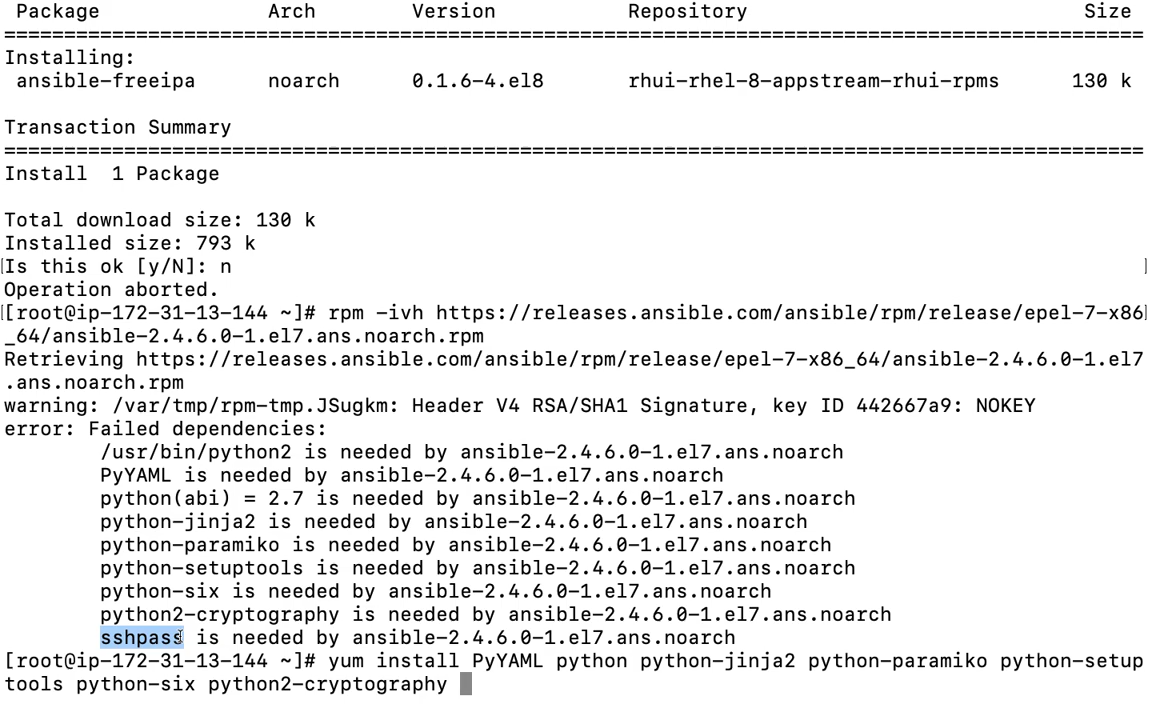 Package Arch Version Repository Size
================================================================================================
Installing:
ansible-freeipa noarch 0.1.6-4.el8 rhui-rhel-8-appstream-rhui-rpms 130 k
Transaction Summary
================================================================================================
Install 1 Package
Total download size: 130 k
Installed size: 793 k
[Is this ok [y/N]: n ]
Operation aborted.
[[root@ip-172-31-13-144 ~]# rpm -ivh https://releases.ansible.com/ansible/rpm/release/epel-7-x86]
_64/ansible-2.4.6.0-1.el7.ans.noarch.rpm
Retrieving https://releases.ansible.com/ansible/rpm/release/epel-7-x86_64/ansible-2.4.6.0-1.el7
.ans.noarch.rpm
warning: /var/tmp/rpm-tmp.JSugkm: Header V4 RSA/SHA1 Signature, key ID 442667a9: NOKEY
error: Failed dependencies:
/usr/bin/python2 is needed by ansible-2.4.6.0-1.el7.ans.noarch
PyYAML is needed by ansible-2.4.6.0-1.el7.ans.noarch
python(abi) = 2.7 is needed by ansible-2.4.6.0-1.el7.ans.noarch
python-jinja2 is needed by ansible-2.4.6.0-1.el7.ans.noarch
python-paramiko is needed by ansible-2.4.6.0-1.el7.ans.noarch
python-setuptools is needed by ansible-2.4.6.0-1.el7.ans.noarch
python-six is needed by ansible-2.4.6.0-1.el7.ans.noarch
python2-cryptography is needed by ansible-2.4.6.0-1.el7.ans.noarch
sshpass is needed by ansible-2.4.6.0-1.el7.ans.noarch
[root@ip-172-31-13-144 ~]# yum install PyYAML python python-jinja2 python-paramiko python-setup
tools python-six python2-cryptography